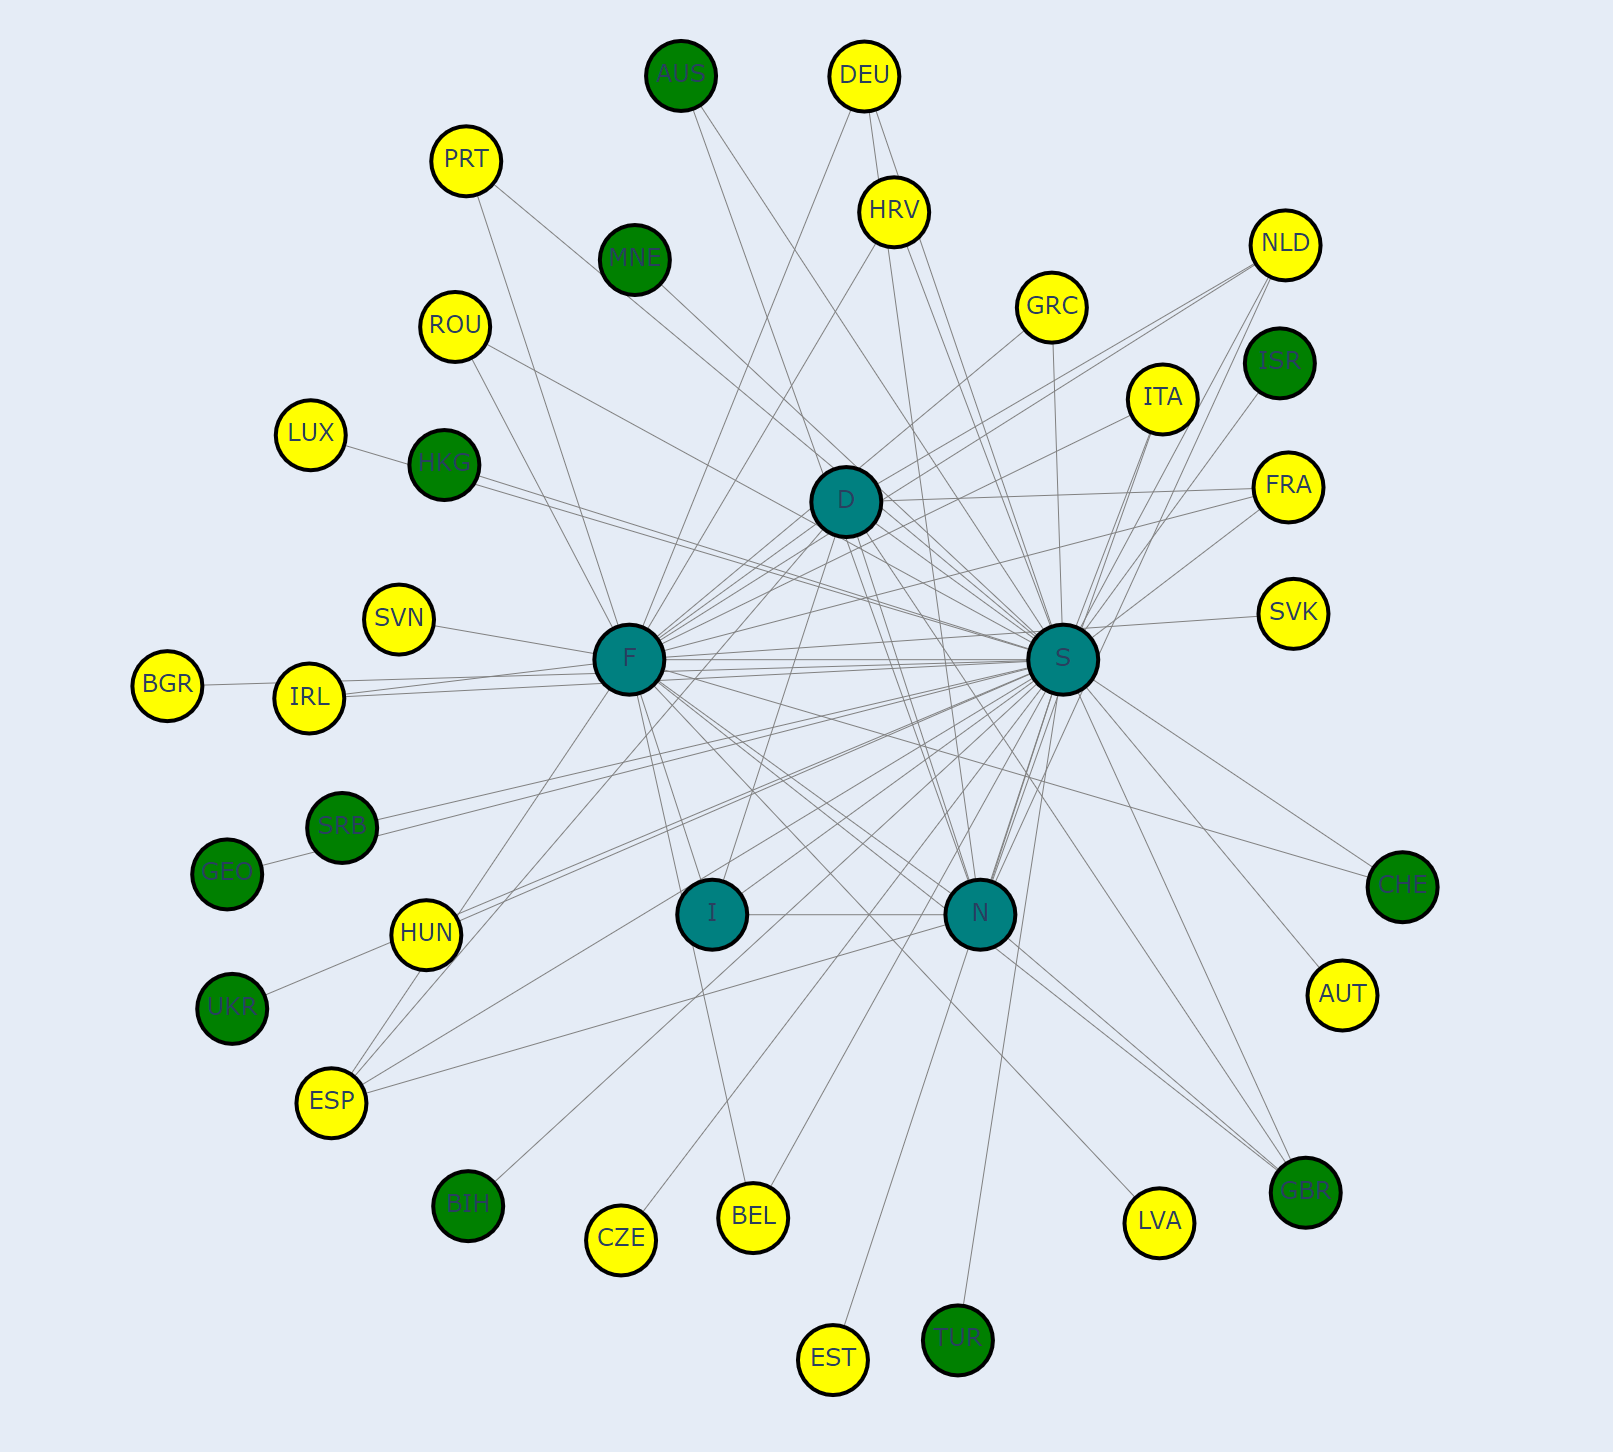 AUS
DEU
PRT
HRV
NLD
MNE
GRC
ROU
ISR
ITA
LUX
HKG
FRA
D
SVN
SVK
F
S
BGR
IRL
SRB
GEO
CHE
I
N
HUN
AUT
UKR
ESP
GBR
BIH
BEL
LVA
CZE
TUR
EST